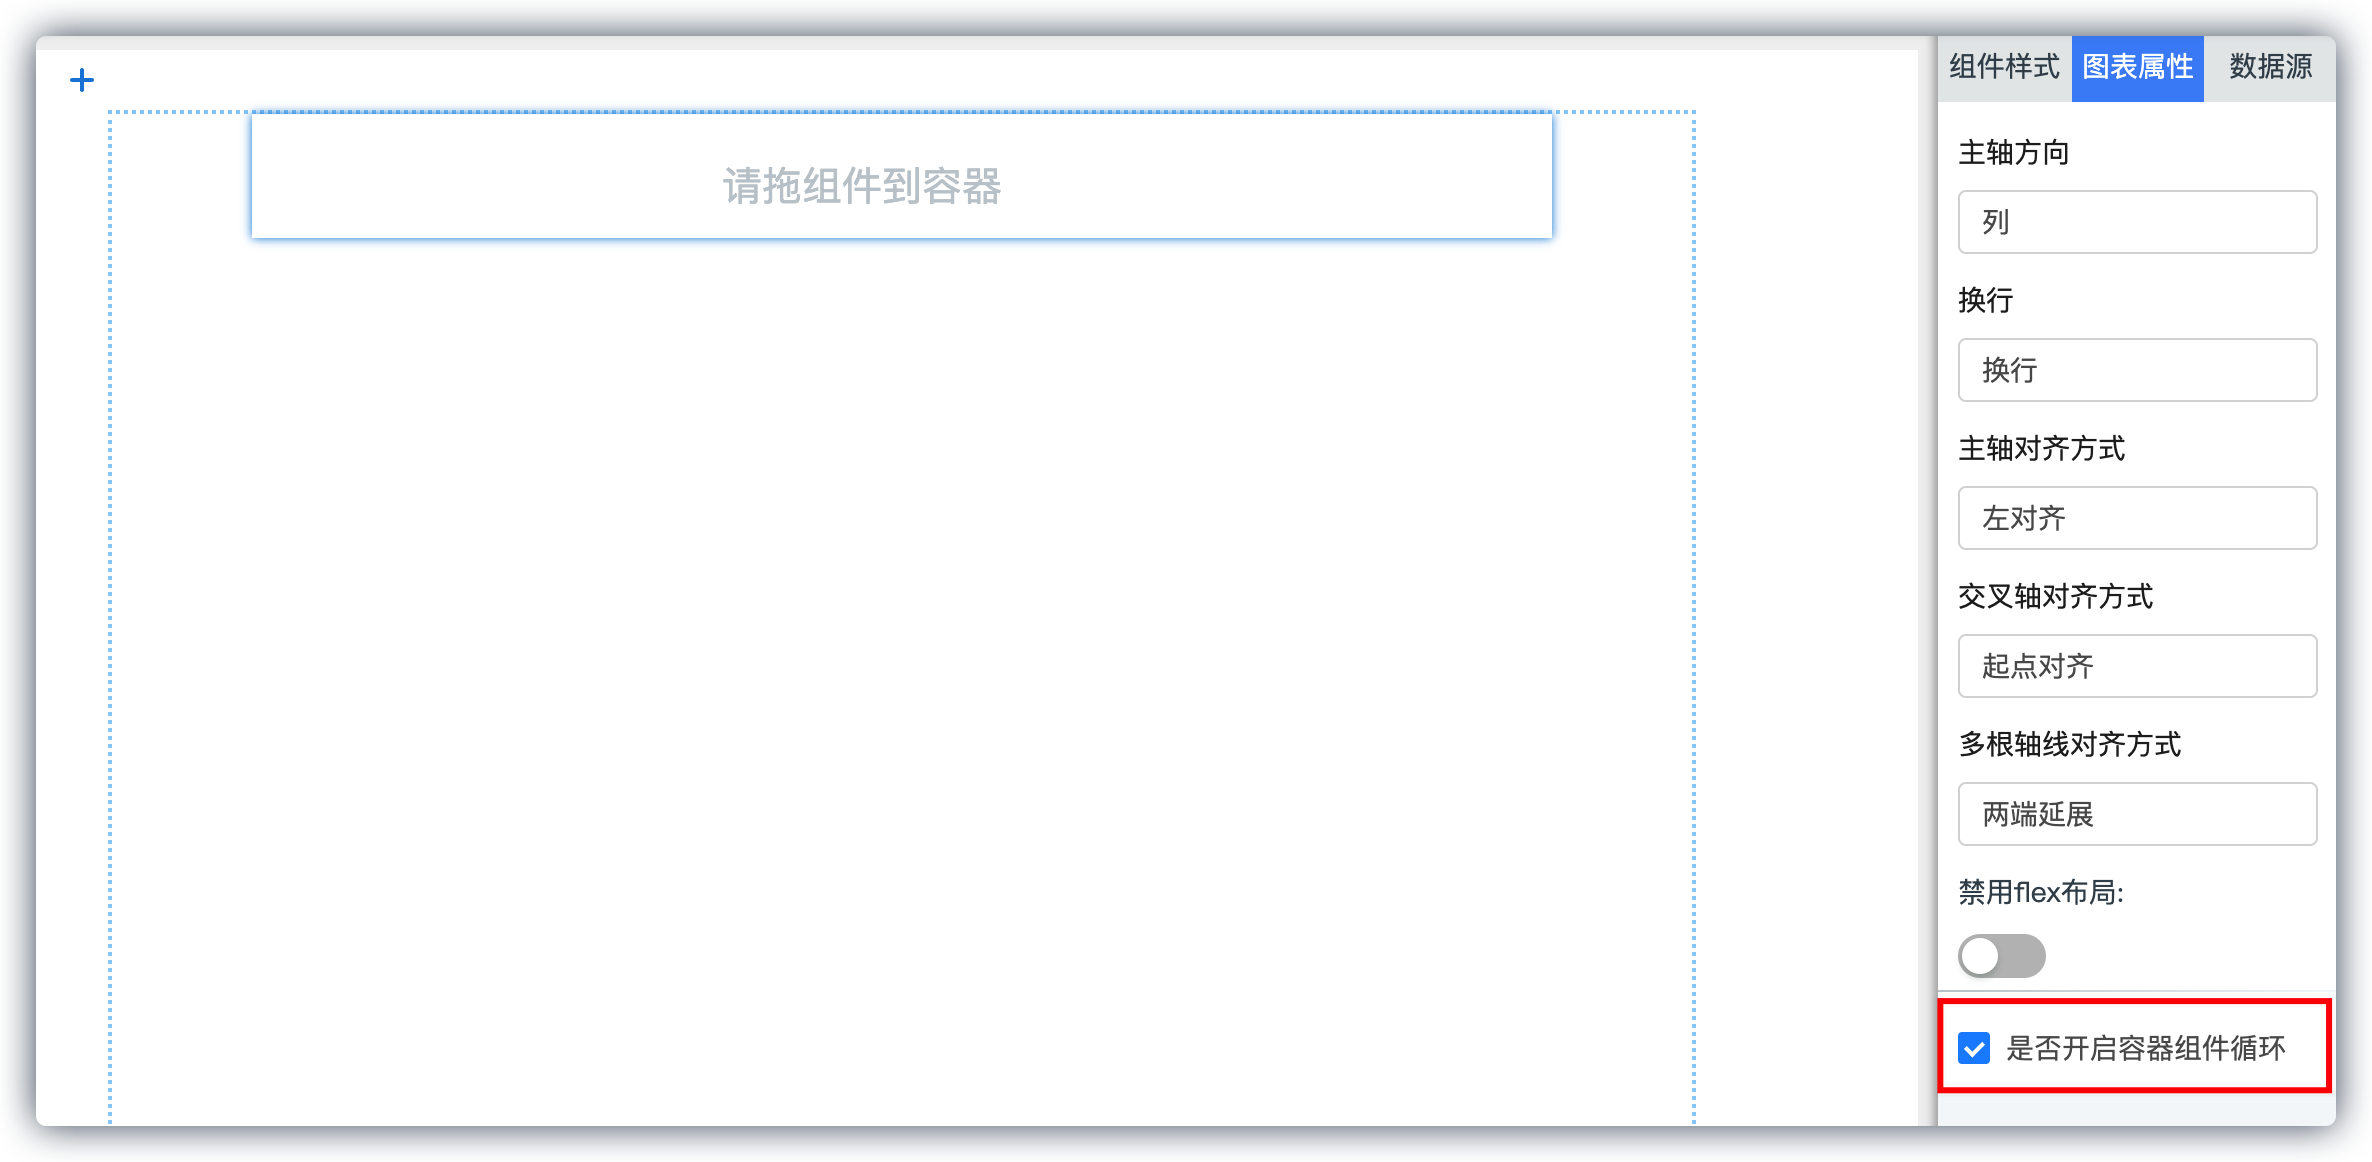 组件样式 图表属性 数据源
请拖组件到容器
主轴方向
列
换行
换行
主轴对齐方式
左对齐
交叉轴对齐方式
起点对齐
多根轴线对齐方式
两端延展
禁用flex布局:
是否开启容器组件循环